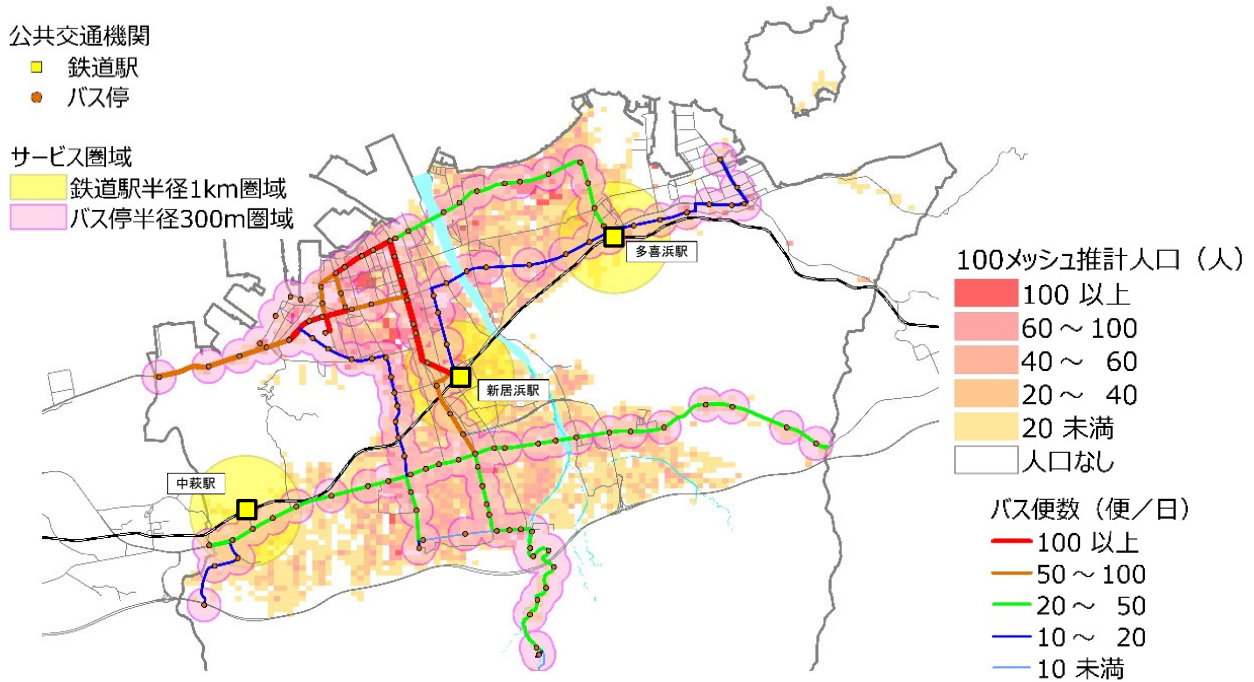 公共交通機関
鉄道駅
バス停
サービス圏域
鉄道駅半径1km圏域
バス停半径300m圏域
多喜浜駅
新居浜駅
中萩駅
100メッシュ推計人口（人）
100 以上
60～100
40～ 60
20～ 40
20 未満
人口なし
バス便数（便／日）
100 以上
50～100
20～ 50
10～ 20
10 未満